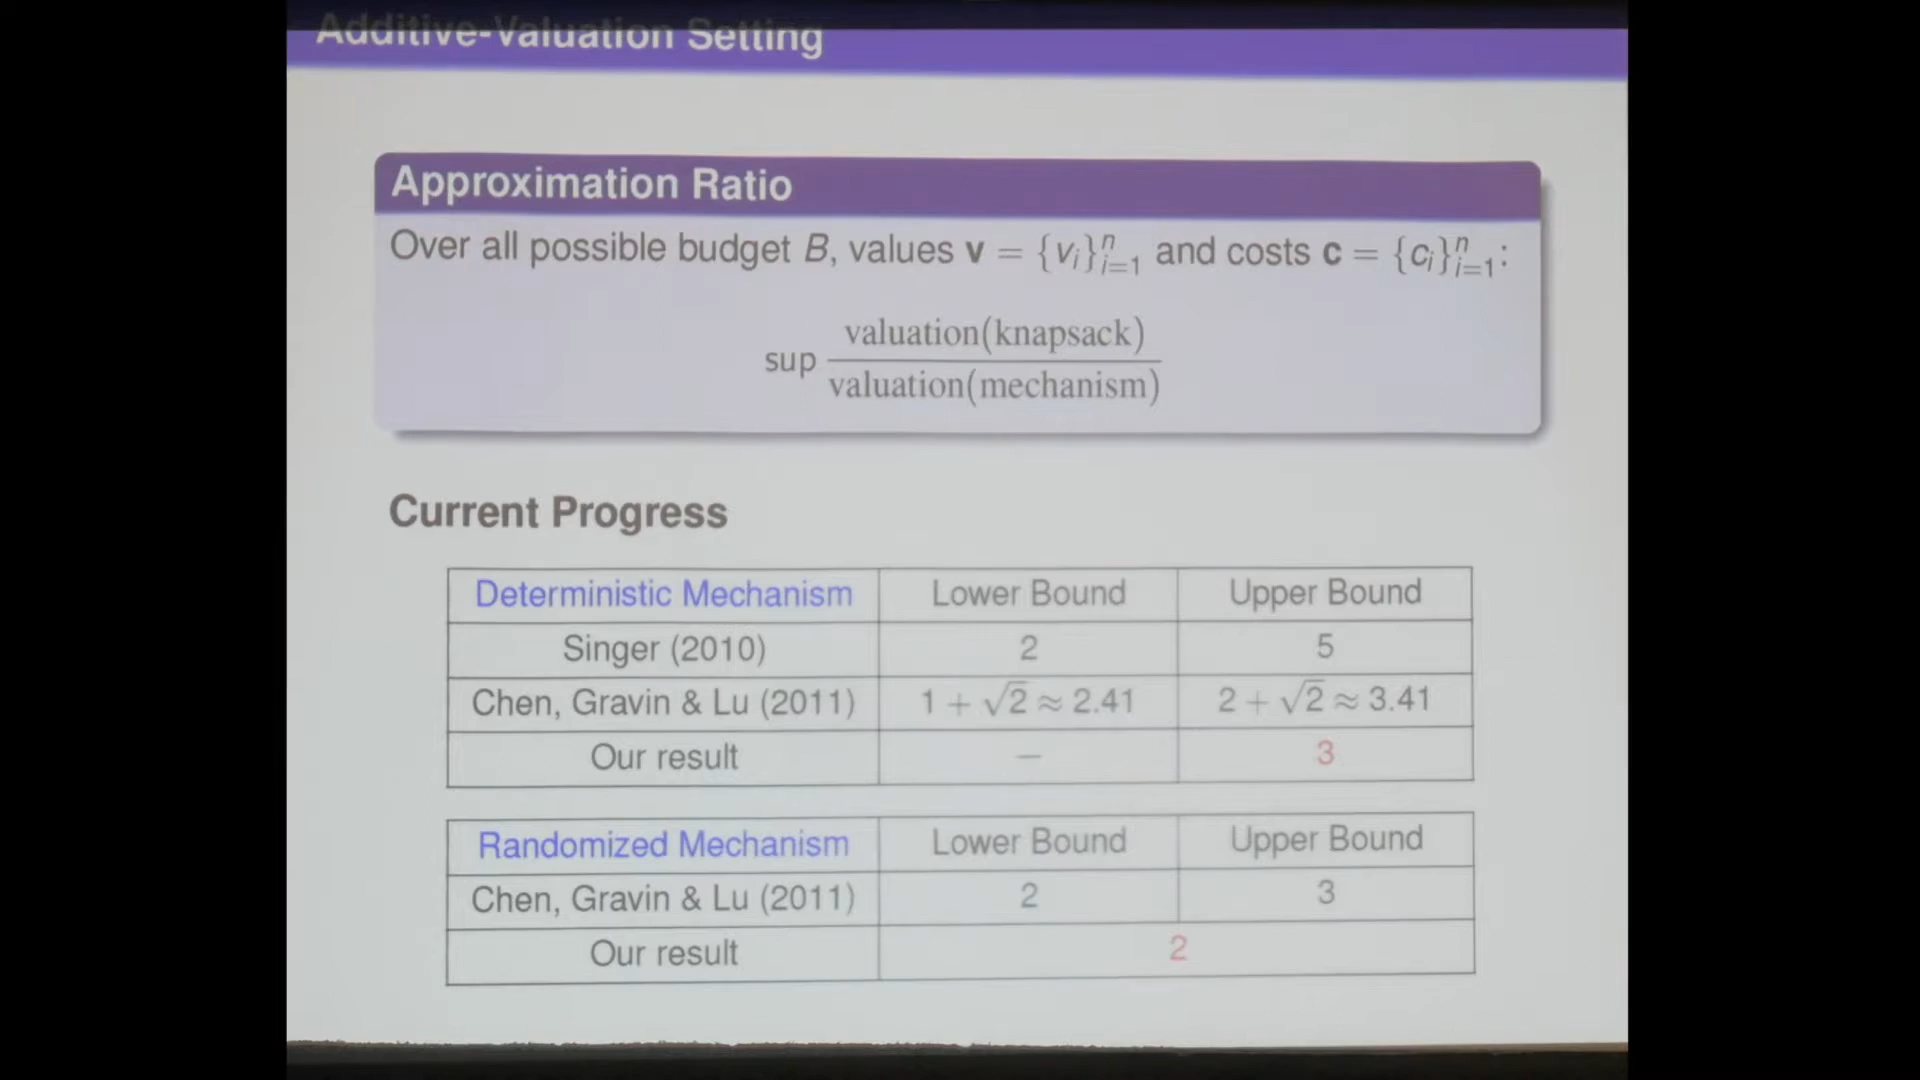 Additive-Valuation Setting
Approximation Ratio
Over all possible budget B, values v = {v_i}_{i=1}^n and costs c = {c_i}_{i=1}^n:
sup valuation(knapsack) / valuation(mechanism)
Current Progress
Deterministic Mechanism Lower Bound Upper Bound
Singer (2010) 2 5
Chen, Gravin & Lu (2011) 1 + √2 ≈ 2.41 2 + √2 ≈ 3.41
Our result — 3
Randomized Mechanism Lower Bound Upper Bound
Chen, Gravin & Lu (2011) 2 3
Our result 2